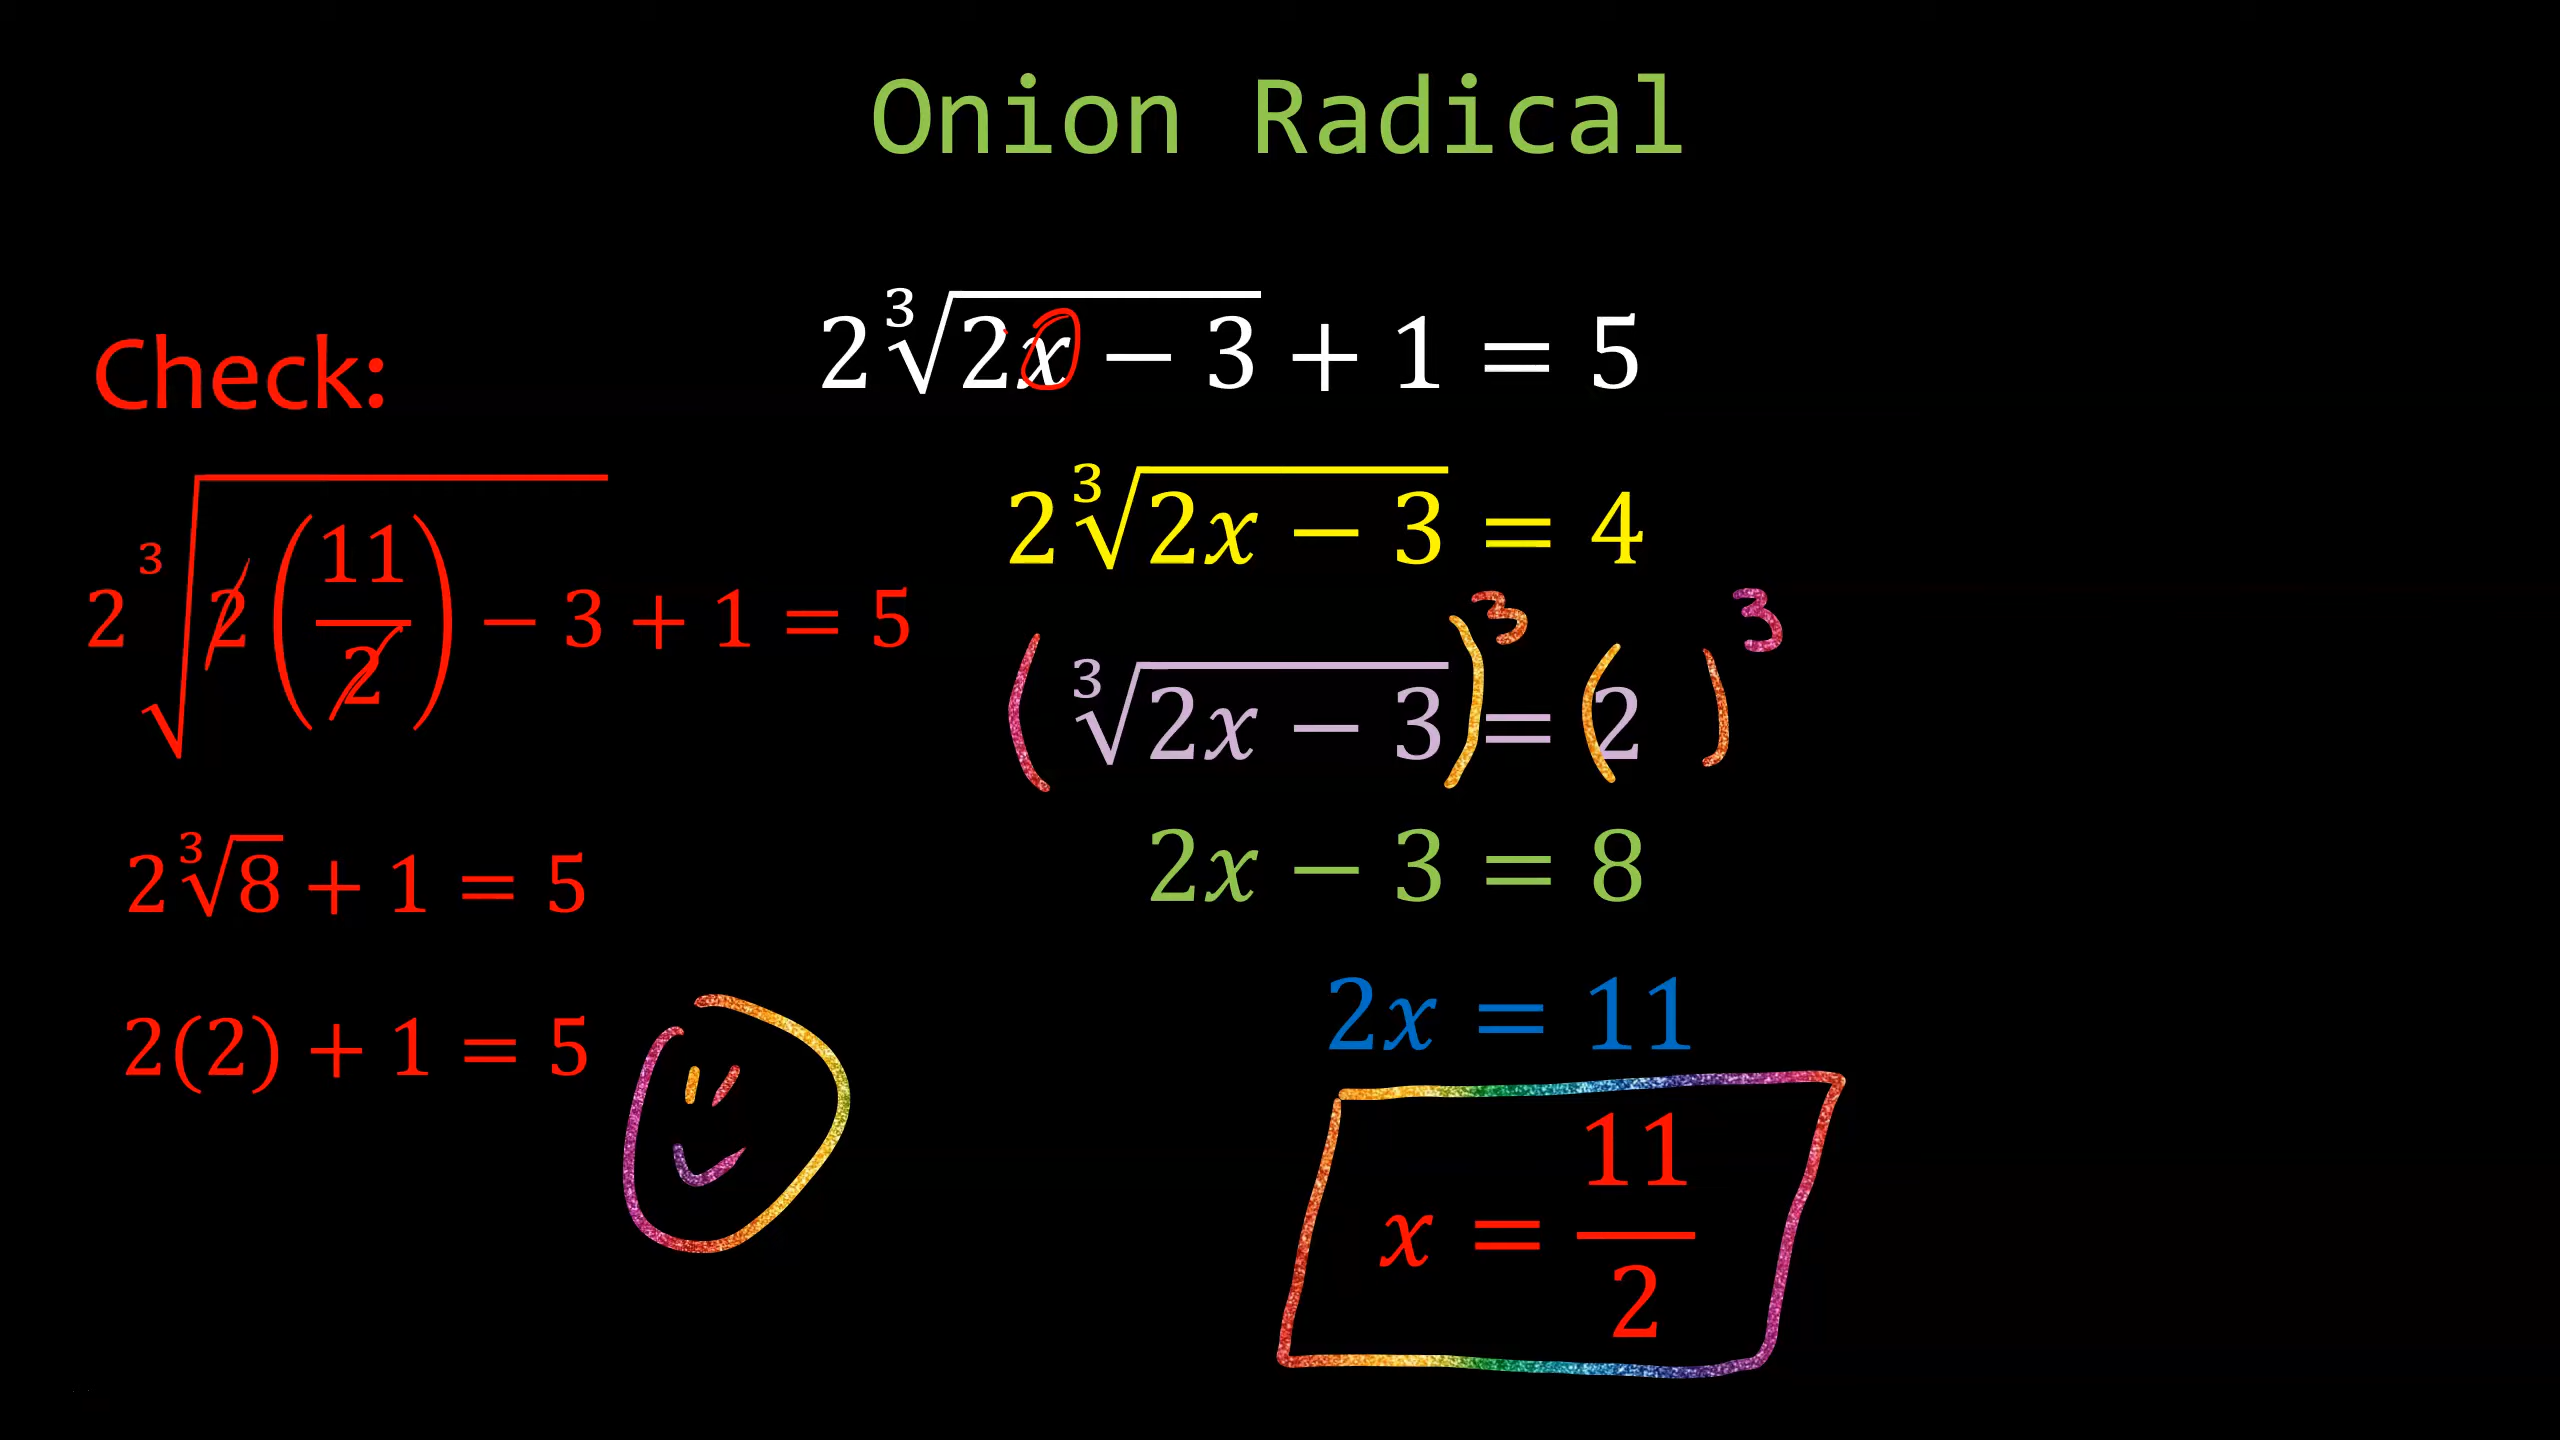 Onion Radical
2∛(2x − 3) + 1 = 5
2∛(2x − 3) = 4
(∛(2x − 3))³ = (2)³
2x − 3 = 8
2x = 11
x = 11/2
Check:
2∛(2(11/2) − 3) + 1 = 5
2∛8 + 1 = 5
2(2) + 1 = 5